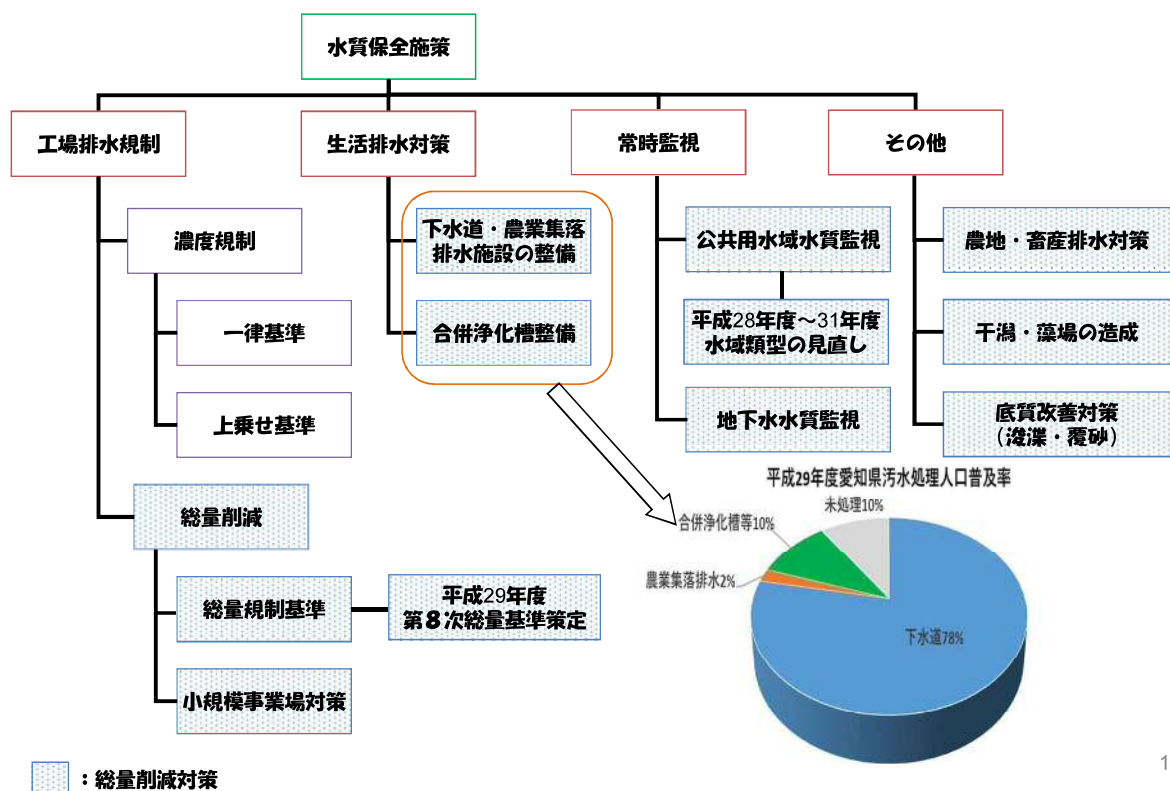 水質保全施策
工場排水規制
生活排水対策
常時監視
その他
濃度規制
一律基準
上乗せ基準
総量削減
総量規制基準
平成29年度
第8次総量基準策定
小規模事業場対策
下水道・農業集落
排水施設の整備
合併浄化槽整備
公共用水域水質監視
平成28年度～31年度
水域類型の見直し
地下水水質監視
農地・畜産排水対策
干潟・藻場の造成
底質改善対策
(浚渫・覆砂)
平成29年度愛知県汚水処理人口普及率
未処理10%
合併浄化槽等10%
農業集落排水2%
下水道78%
：総量削減対策
1